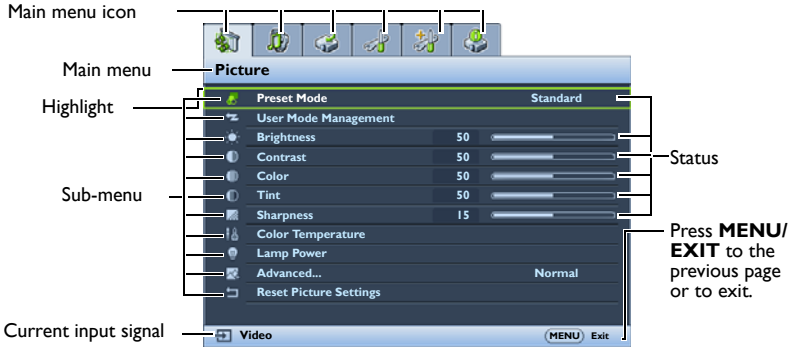 Main menu icon
Main menu
Picture
Highlight
Preset Mode Standard
User Mode Management
Brightness 50
Contrast 50
Status
Color 50
Sub-menu
Tint 50
Sharpness 15
Color Temperature
Lamp Power
Advanced... Normal
Reset Picture Settings
Press MENU/
EXIT to the
previous page
or to exit.
Current input signal
Video
MENU Exit